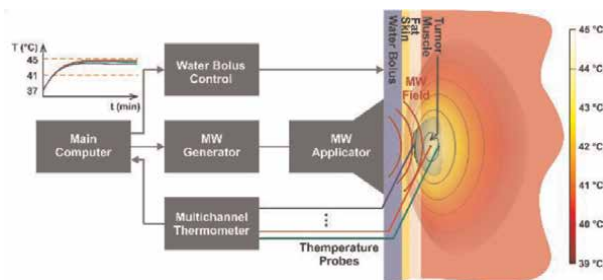 T (°C)
45
41
37
t (min)
Water Bolus
Control
Main
Computer
MW
Generator
MW
Applicator
Multichannel
Thermometer
Themperature
Probes
Water Bolus
Skin
Fat
Muscle
Tumor
MW
Field
45 °C
44 °C
43 °C
42 °C
41 °C
40 °C
39 °C